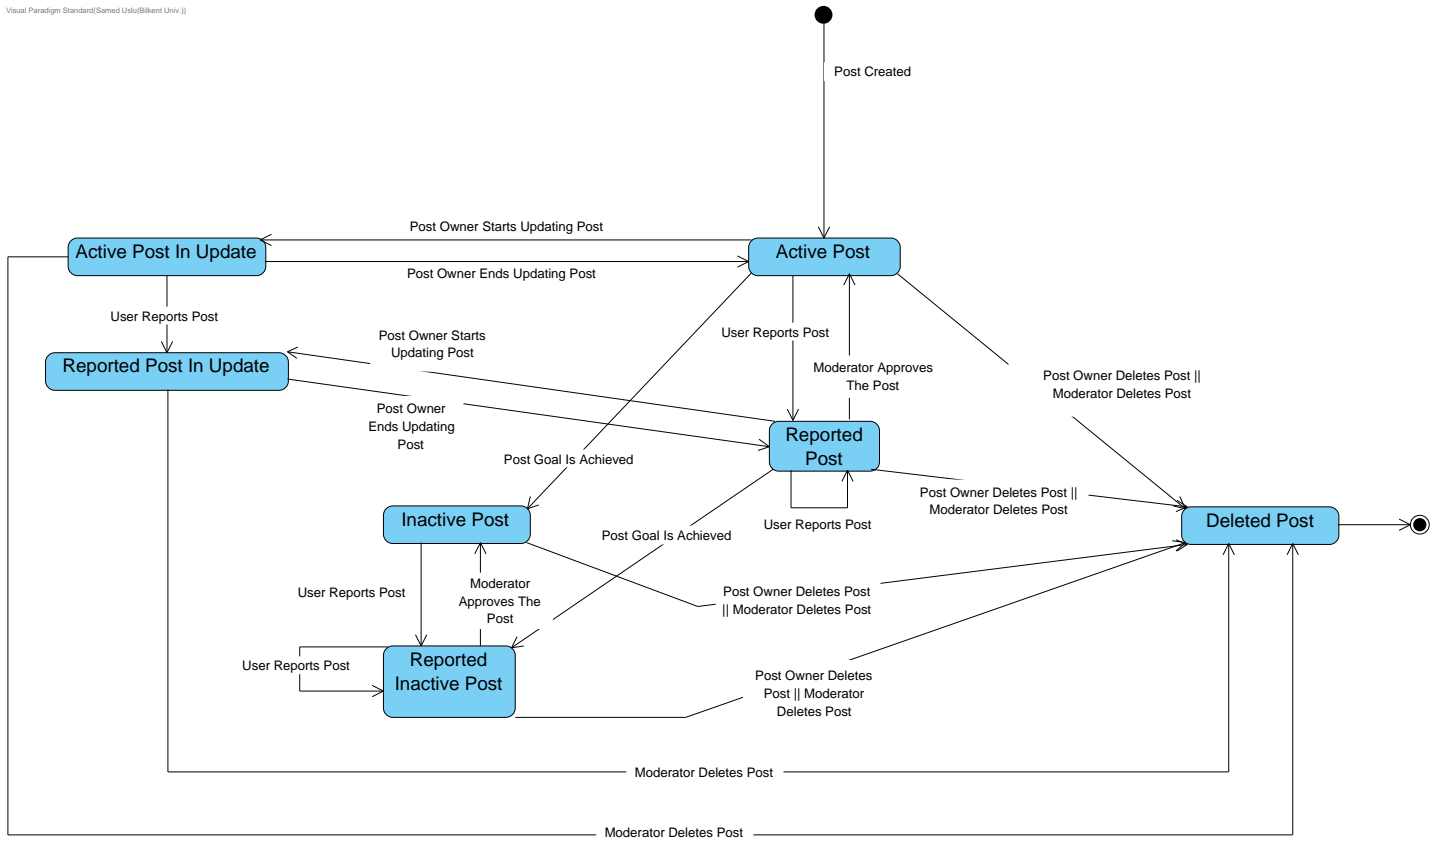 Visual Paradigm Standard(Samed Uslu(Bilkent Univ.))
Post Created
Post Owner Starts Updating Post
Active Post In Update
Active Post
Post Owner Ends Updating Post
User Reports Post
User Reports Post
Post Owner Starts
Updating Post
Reported Post In Update
Moderator Approves
The Post
Post Owner Deletes Post ||
Moderator Deletes Post
Post Owner
Ends Updating
Post
Reported
Post
Post Goal Is Achieved
Post Owner Deletes Post ||
Moderator Deletes Post
User Reports Post
Inactive Post
Deleted Post
Post Goal Is Achieved
User Reports Post
Moderator
Approves The
Post
Post Owner Deletes Post
|| Moderator Deletes Post
User Reports Post
Reported
Inactive Post
Post Owner Deletes
Post || Moderator
Deletes Post
Moderator Deletes Post
Moderator Deletes Post